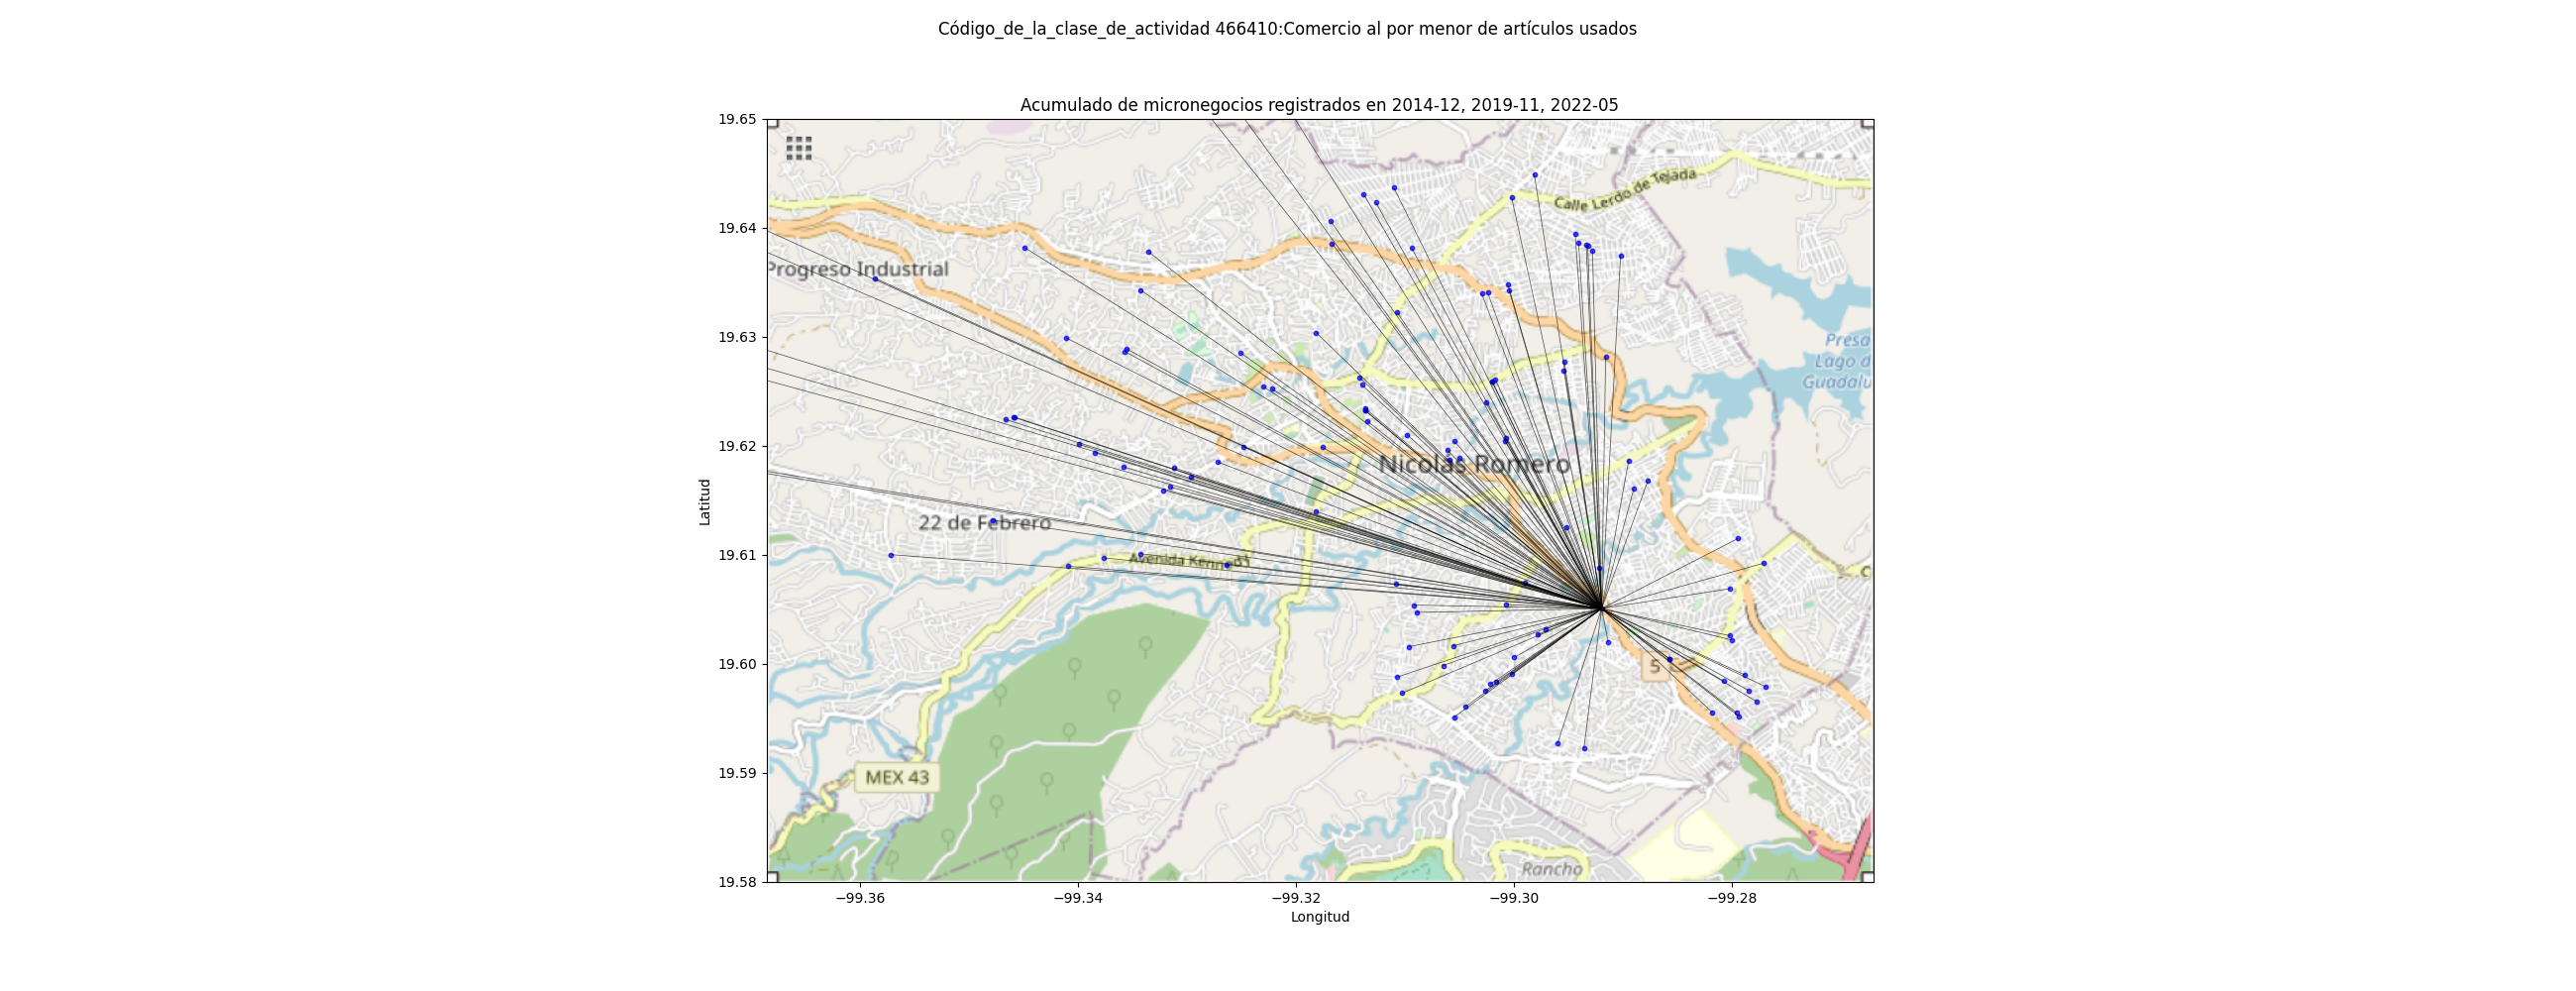 Código_de_la_clase_de_actividad 466410:Comercio al por menor de artículos usados
Acumulado de micronegocios registrados en 2014-12, 2019-11, 2022-05
19.65
19.64
19.63
19.62
19.61
19.60
19.59
19.58
Latitud
Calle Lerdo de Tejada
Progreso Industrial
Presa
Lago d
Guadalu
Nicolás Romero
22 de Febrero
Avenida Kennedy
C
5
MEX 43
Rancho
−99.36
−99.34
−99.32
−99.30
−99.28
Longitud